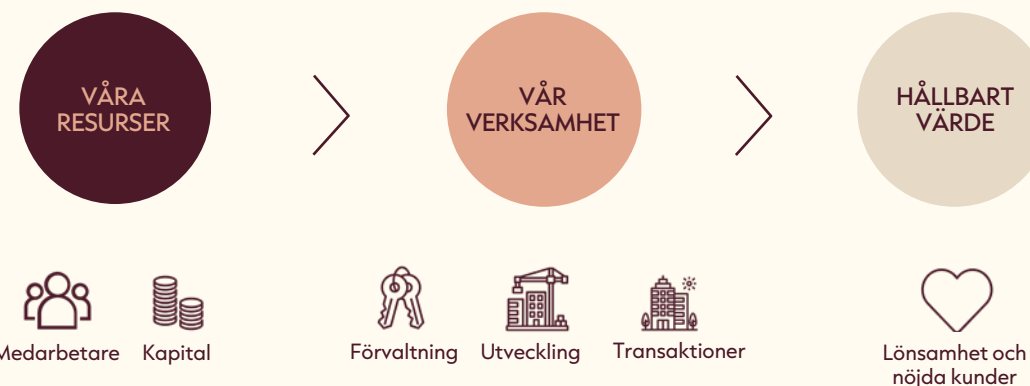 VÅRA
RESURSER
VÅR
VERKSAMHET
HÅLLBART
VÄRDE
Medarbetare
Kapital
Förvaltning
Utveckling
Transaktioner
Lönsamhet och
nöjda kunder